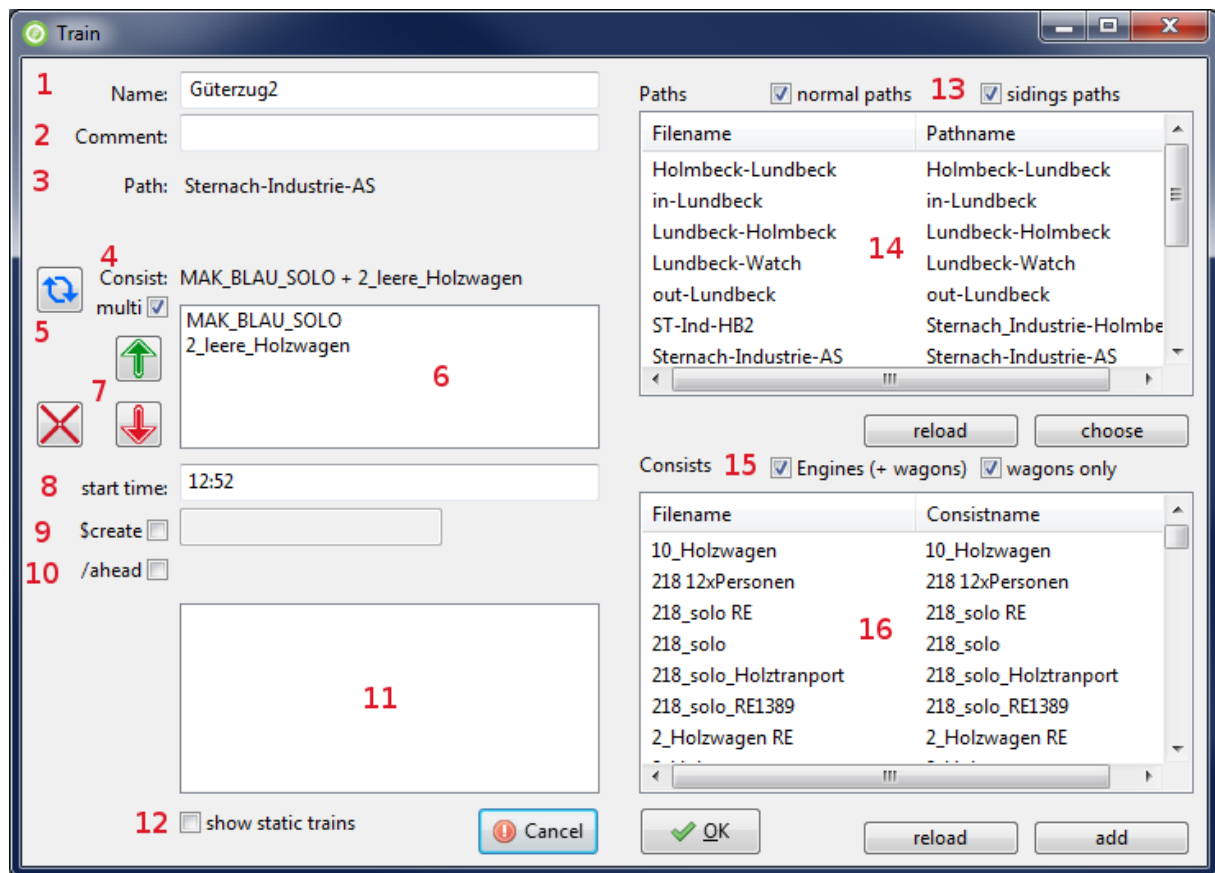 Train
1 Name: Güterzug2
2 Comment:
3 Path: Sternach-Industrie-AS
4
Consist: MAK_BLAU_SOLO + 2_leere_Holzwagen
multi
5
MAK_BLAU_SOLO
2_leere_Holzwagen
6
7
8 start time: 12:52
9 $create
10 /ahead
11
12 show static trains
Cancel
Paths normal paths 13 sidings paths
Filename Pathname
Holmbeck-Lundbeck Holmbeck-Lundbeck
in-Lundbeck in-Lundbeck
Lundbeck-Holmbeck Lundbeck-Holmbeck
14
Lundbeck-Watch Lundbeck-Watch
out-Lundbeck out-Lundbeck
ST-Ind-HB2 Sternach_Industrie-Holmbe
Sternach-Industrie-AS Sternach-Industrie-AS
reload choose
Consists 15 Engines (+ wagons) wagons only
Filename Consistname
10_Holzwagen 10_Holzwagen
218 12xPersonen 218 12xPersonen
218_solo RE 218_solo RE
16
218_solo 218_solo
218_solo_Holztranport 218_solo_Holztranport
218_solo_RE1389 218_solo_RE1389
2_Holzwagen RE 2_Holzwagen RE
OK
reload add